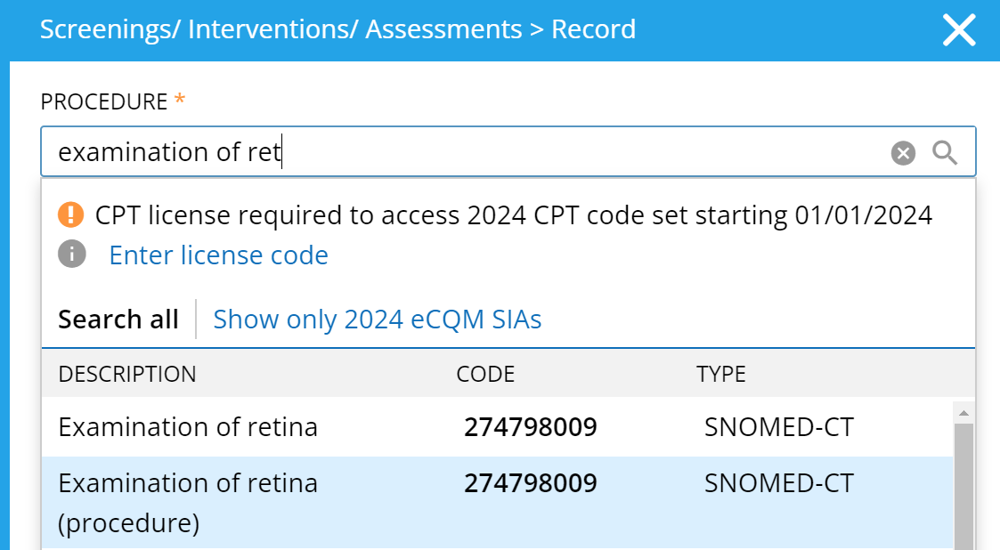 Screenings/ Interventions/ Assessments > Record
PROCEDURE *
examination of ret
CPT license required to access 2024 CPT code set starting 01/01/2024
Enter license code
Search all Show only 2024 eCQM SIAs
DESCRIPTION CODE TYPE
Examination of retina 274798009 SNOMED-CT
Examination of retina 274798009 SNOMED-CT
(procedure)